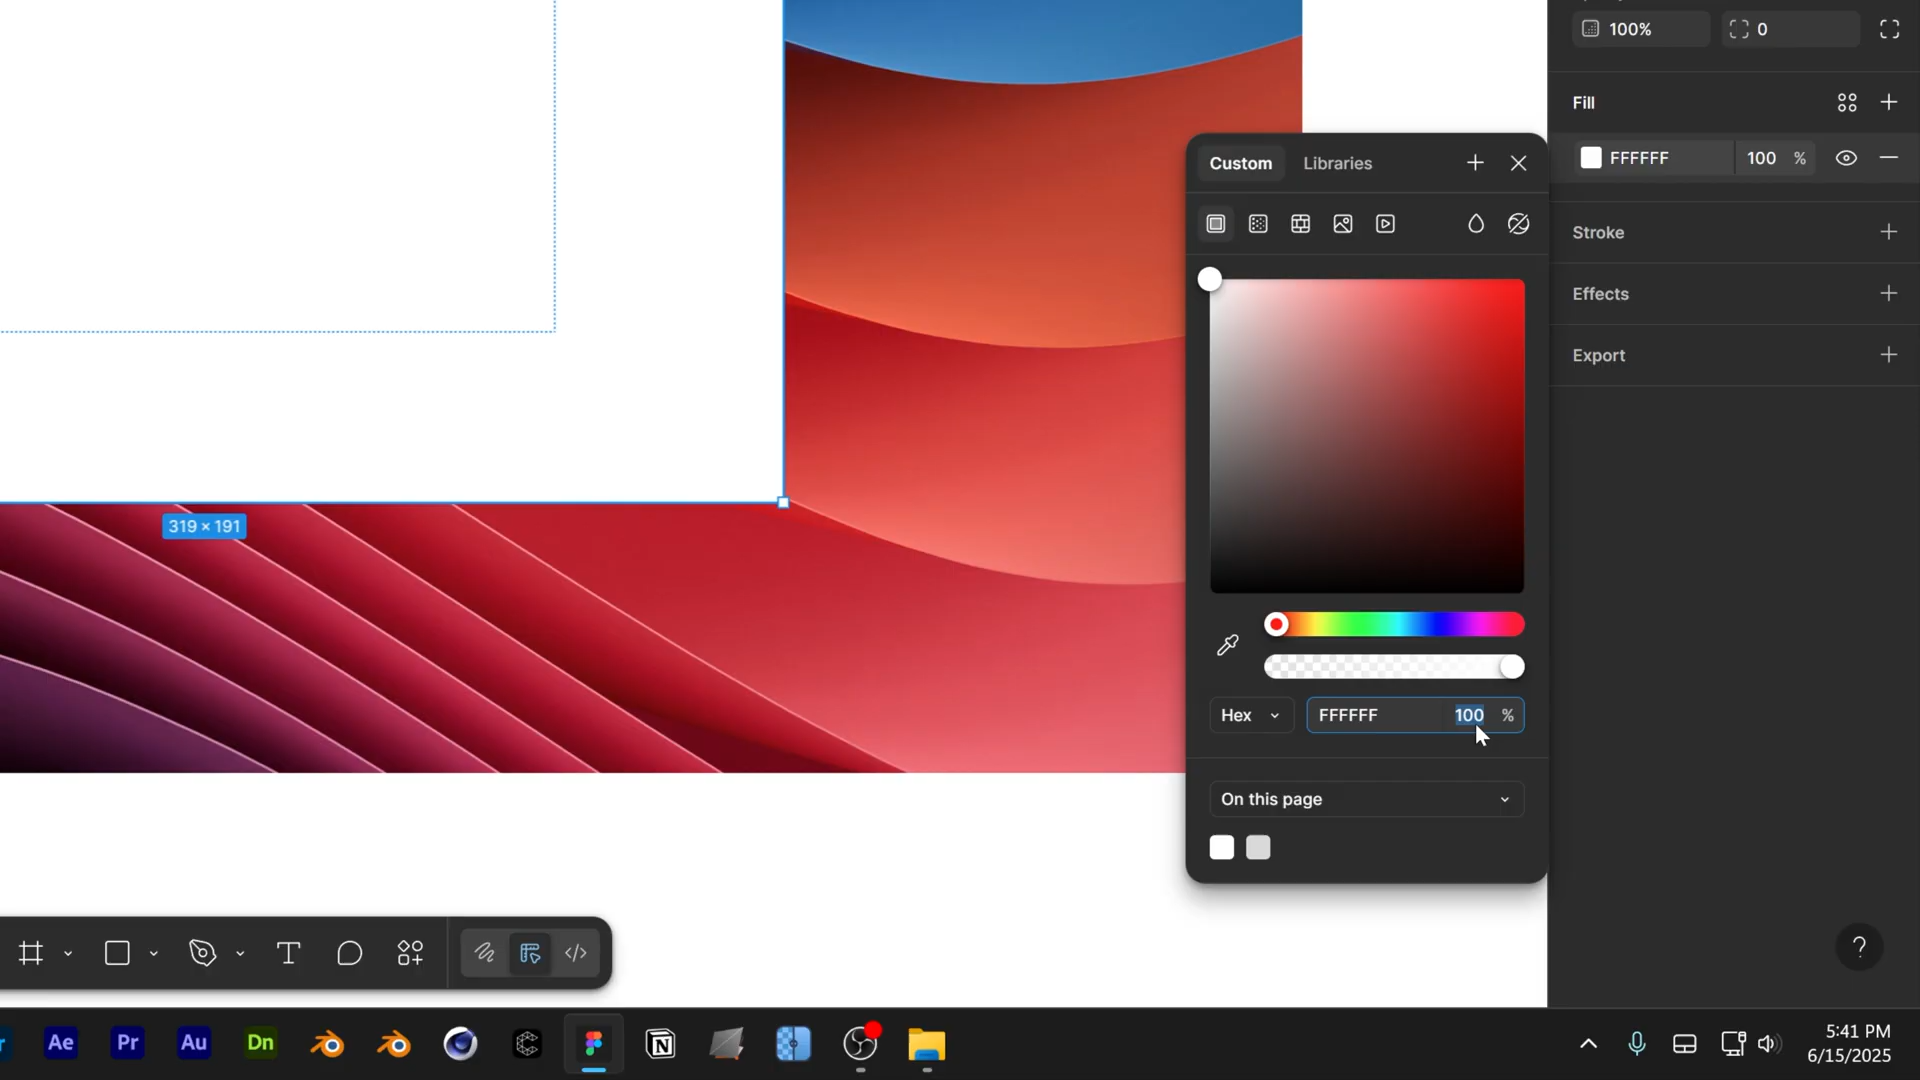 100%
0
Fill
FFFFFF 100 %
Custom Libraries
Stroke
Effects
Export
319 × 191
Hex FFFFFF 100 %
On this page
T
</>
?
Ae Pr Au Dn
N
5:41 PM
6/15/2025